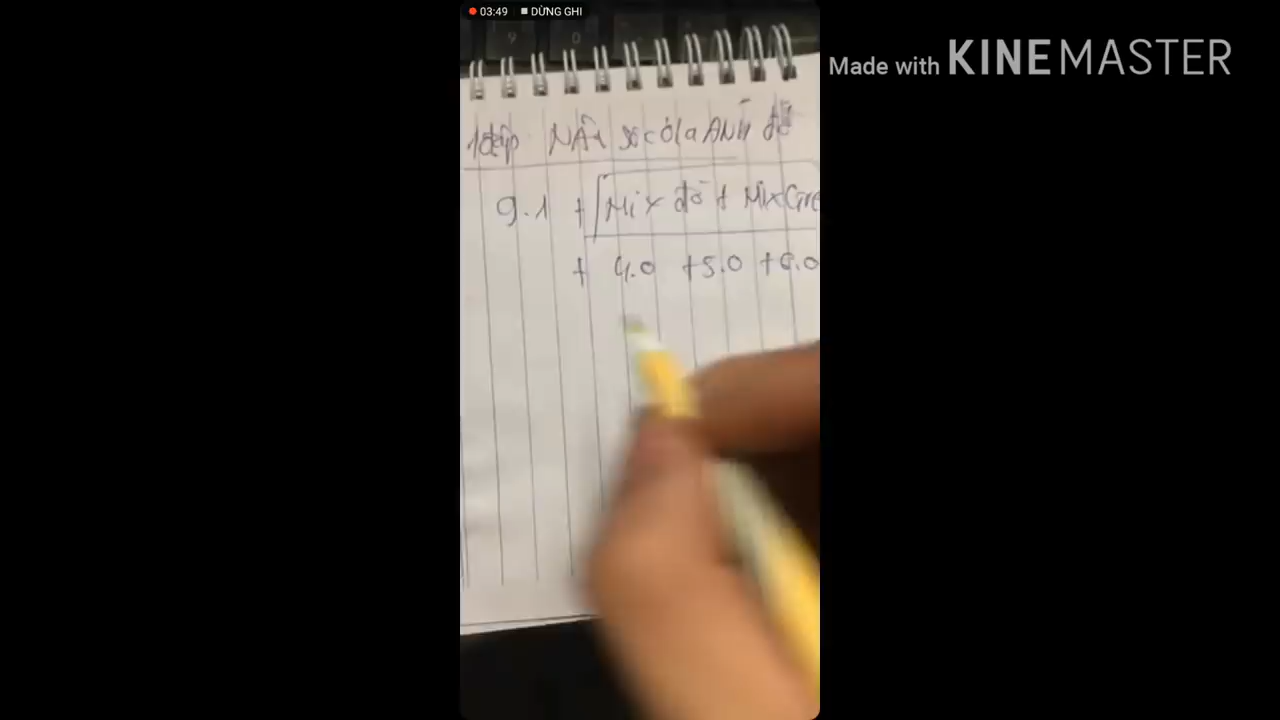 03:49 DỪNG GHI
Made with KINEMASTER
NÂU sôcôla ÁNH đỏ
9.1 + Mix đỏ + Mix Gre
+ 4.0 + 5.0 + 6.0